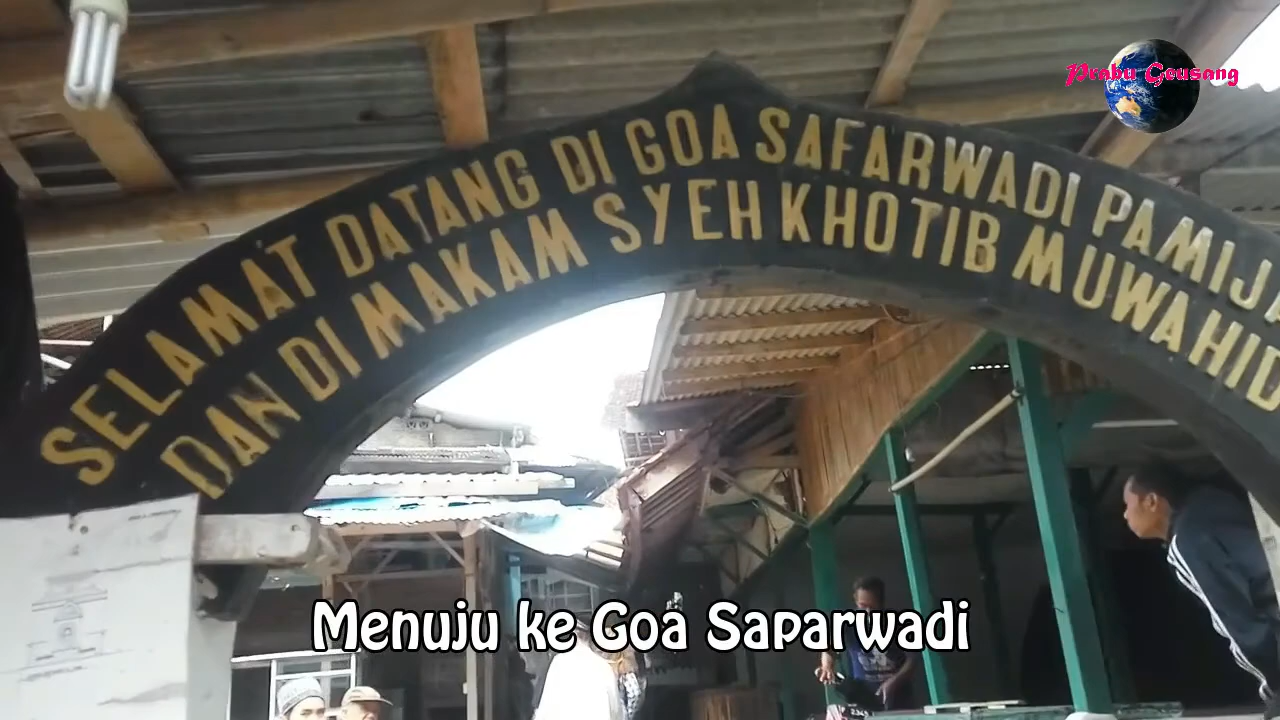 Prabu Geusang
SELAMAT DATANG DI GOA SAFARWADI PAMIJA
DAN DI MAKAM SYEH KHOTIB MUWAHID
Menuju ke Goa Saparwadi